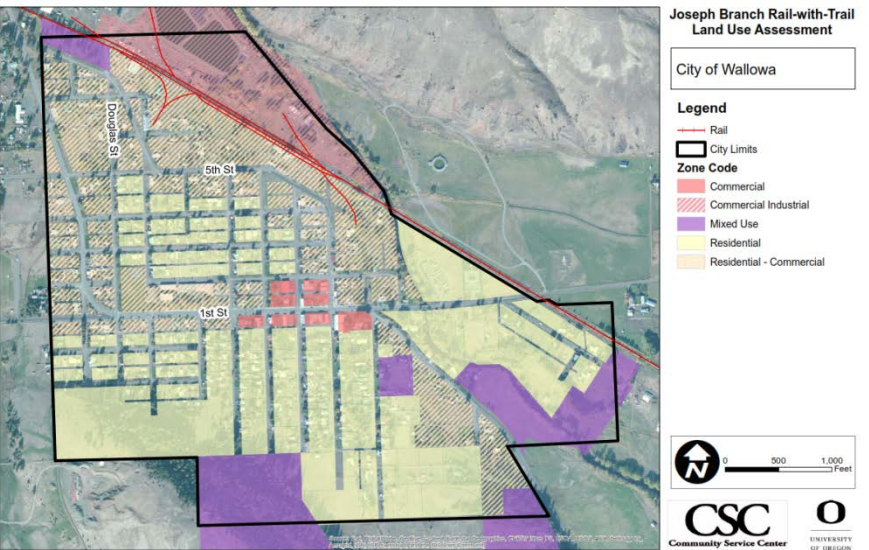 Joseph Branch Rail-with-Trail
Land Use Assessment
City of Wallowa
Legend
Rail
City Limits
Zone Code
Commercial
Commercial Industrial
Mixed Use
Residential
Residential - Commercial
Douglas St
5th St
1st St
N
0 500 1,000
Feet
CSC
Community Service Center
O
UNIVERSITY
OF OREGON